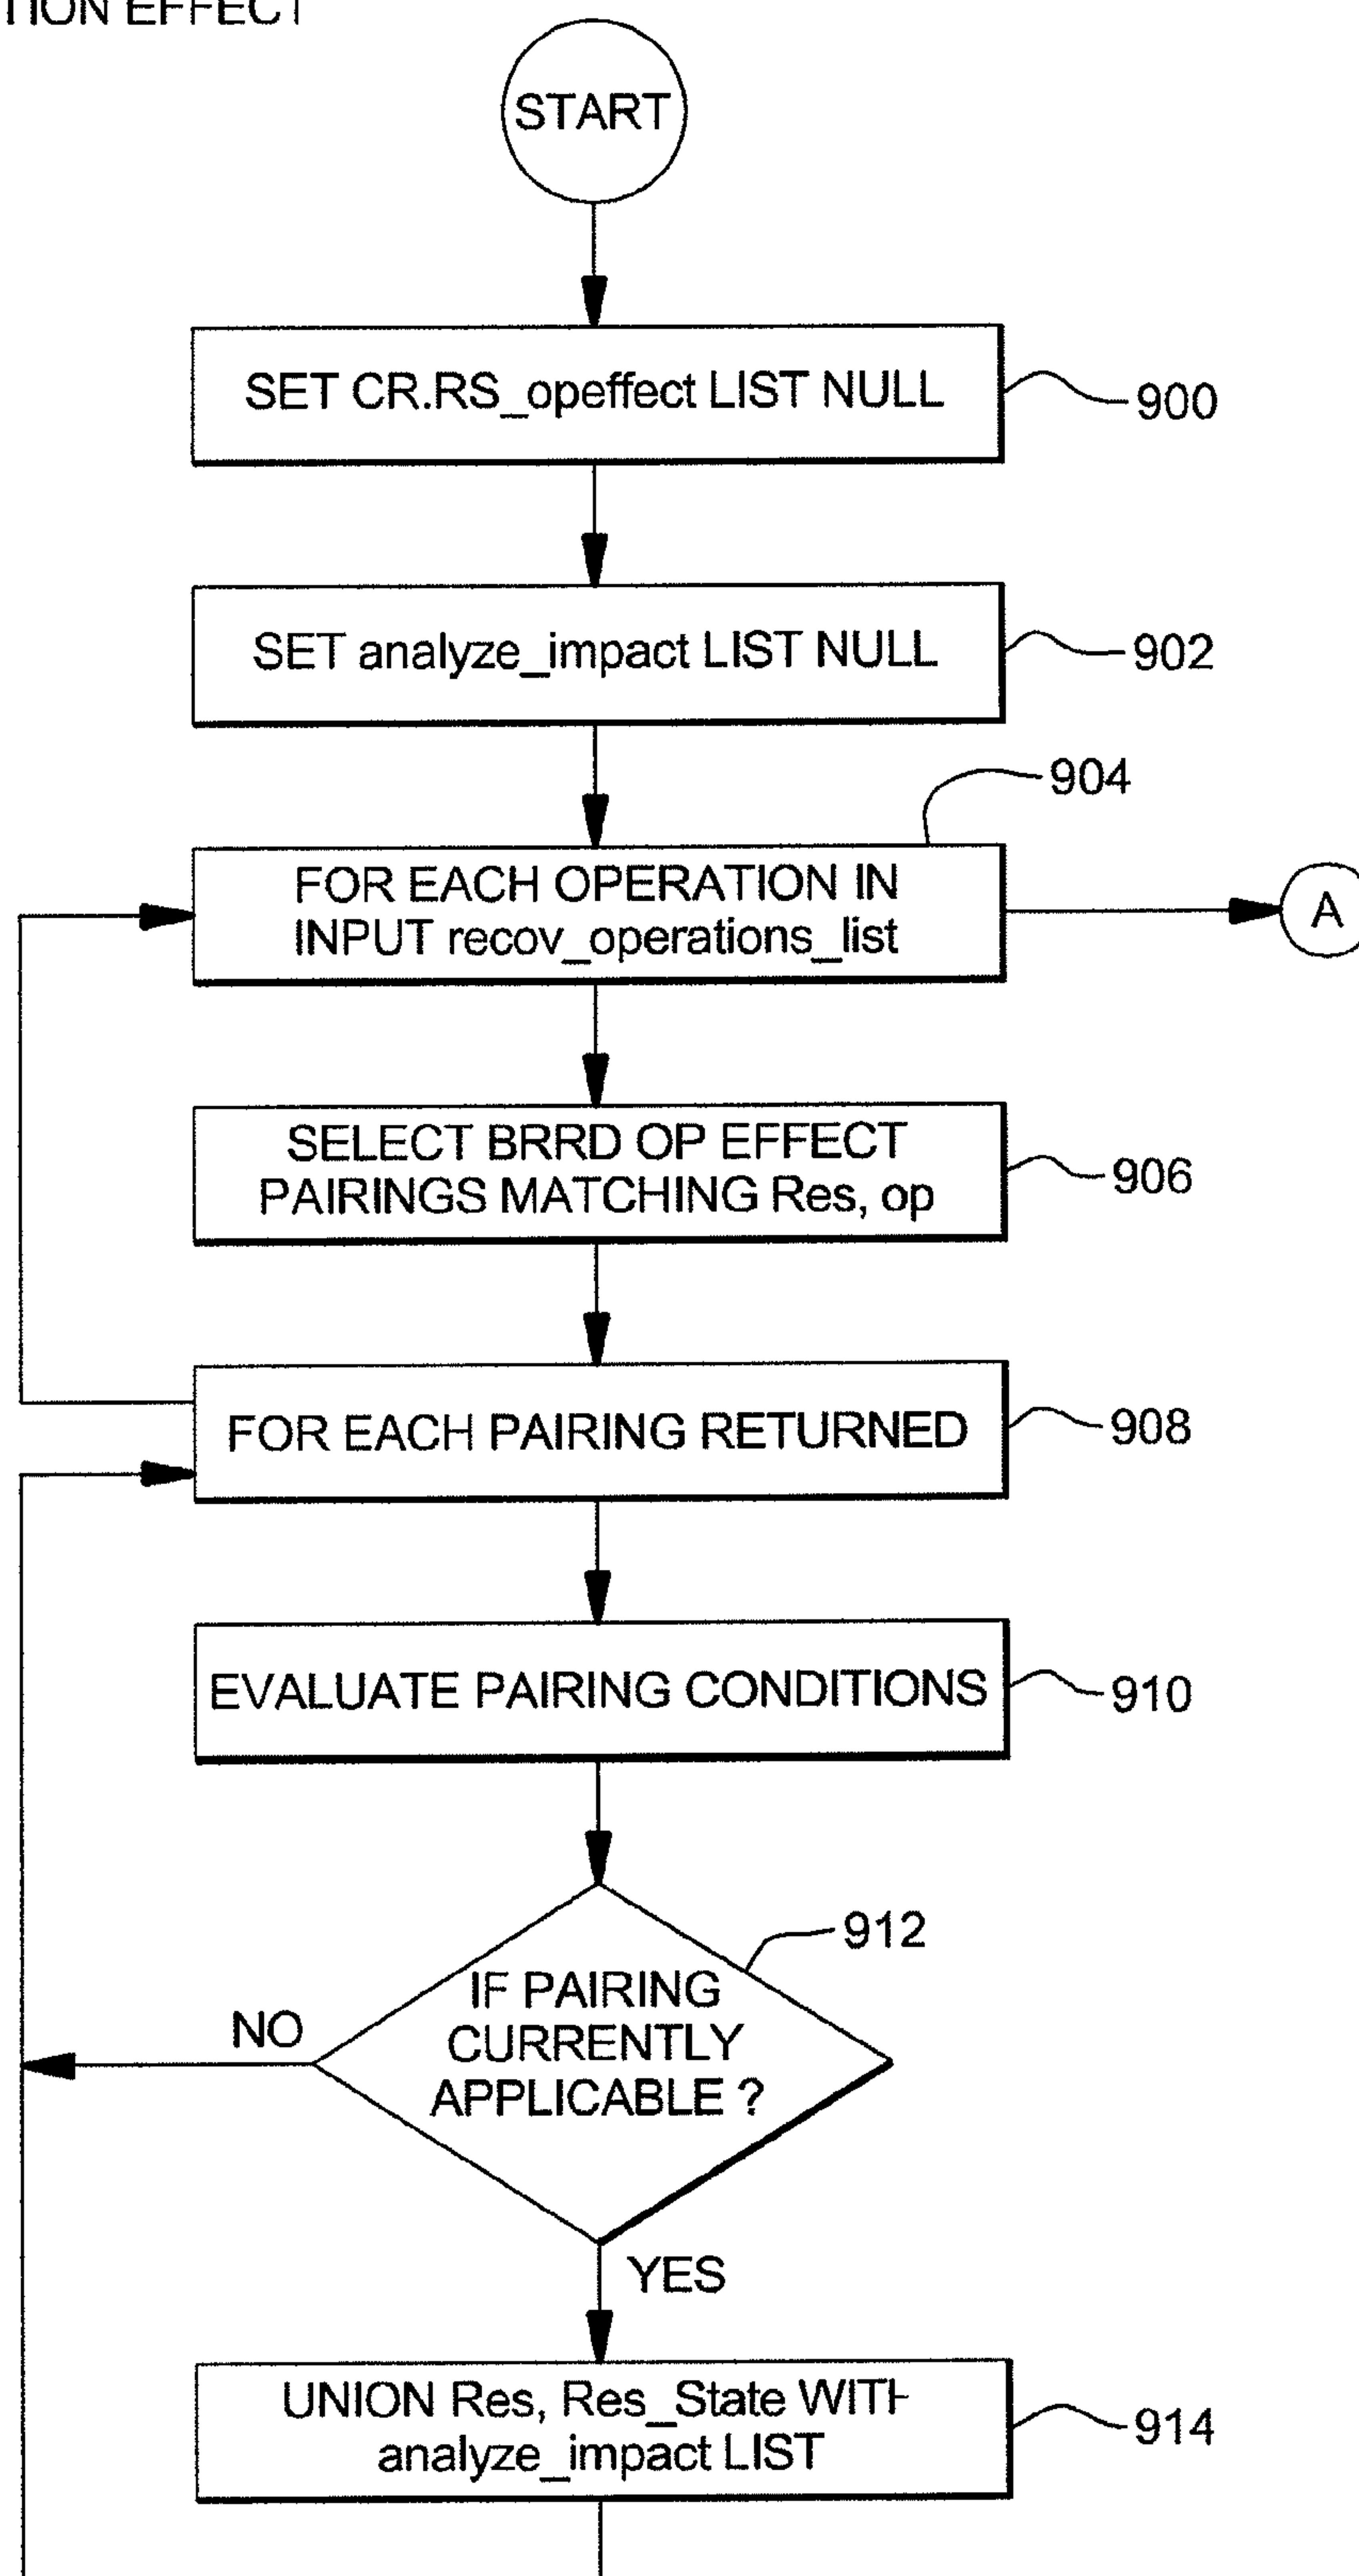 EFFECT
START
SET CR.RS_opeffect LIST NULL
900
SET analyze_impact LIST NULL
902
904
FOR EACH OPERATION IN
INPUT recov_operations_list
A
SELECT BRRD OP EFFECT
PAIRINGS MATCHING Res, op
906
FOR EACH PAIRING RETURNED
908
EVALUATE PAIRING CONDITIONS
910
912
IF PAIRING
CURRENTLY
APPLICABLE ?
NO
YES
UNION Res, Res_State WITH
analyze_impact LIST
914